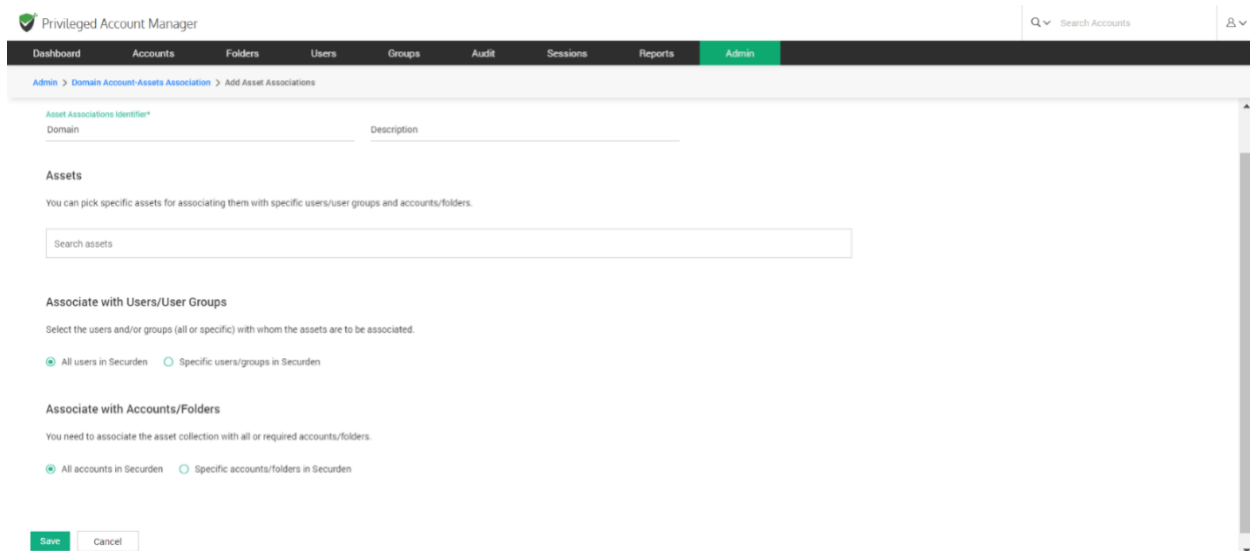 Privileged Account Manager
Search Accounts
Dashboard Accounts Folders Users Groups Audit Sessions Reports Admin
Admin > Domain Account-Assets Association > Add Asset Associations
Asset Associations Identifier*
Domain Description
Assets
You can pick specific assets for associating them with specific users/user groups and accounts/folders.
Search assets
Associate with Users/User Groups
Select the users and/or groups (all or specific) with whom the assets are to be associated.
All users in Securden Specific users/groups in Securden
Associate with Accounts/Folders
You need to associate the asset collection with all or required accounts/folders.
All accounts in Securden Specific accounts/folders in Securden
Save Cancel